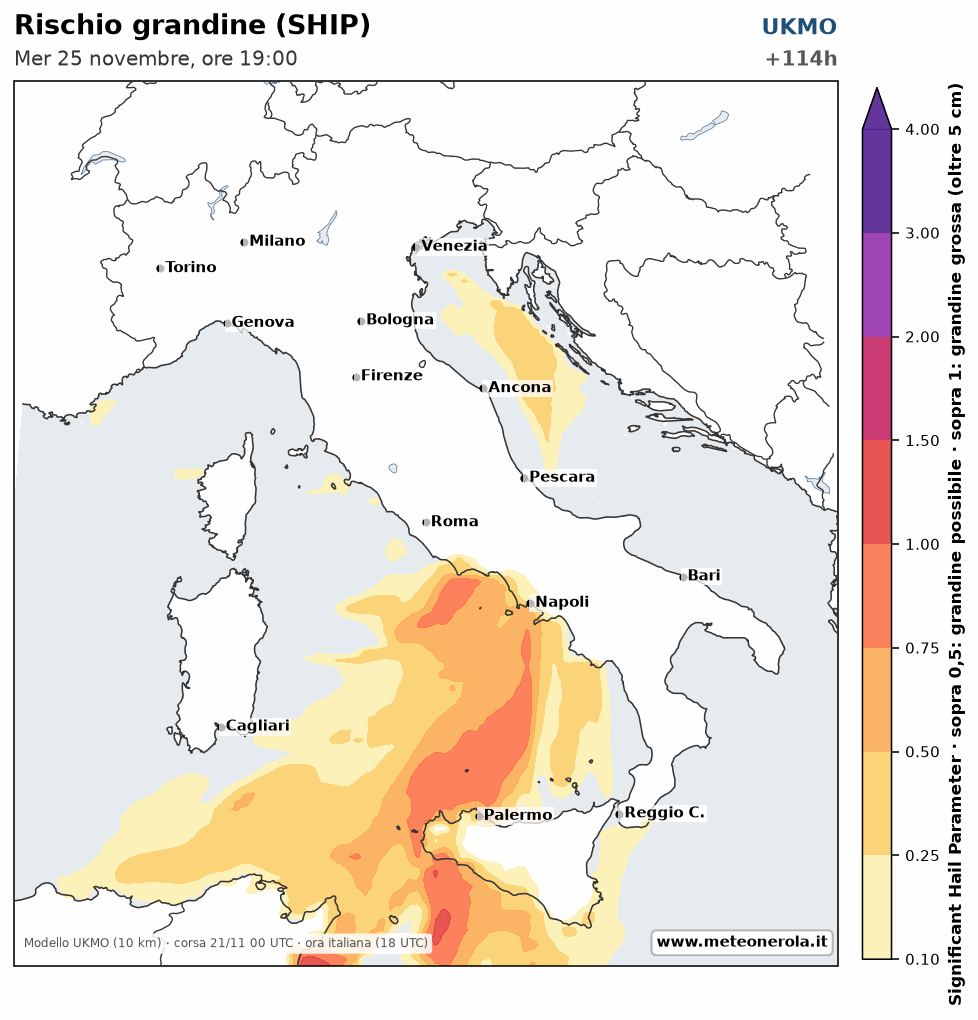 Rischio grandine (SHIP)
UKMO
Mer 25 novembre, ore 19:00
+114h
4.00
3.00
2.00
1.50
1.00
0.75
0.50
0.25
0.10
Significant Hail Parameter · sopra 0,5: grandine possibile · sopra 1: grandine grossa (oltre 5 cm)
Milano
Venezia
Torino
Genova
Bologna
Firenze
Ancona
Pescara
Roma
Bari
Napoli
Cagliari
Palermo
Reggio C.
Modello UKMO (10 km) · corsa 21/11 00 UTC · ora italiana (18 UTC)
www.meteonerola.it